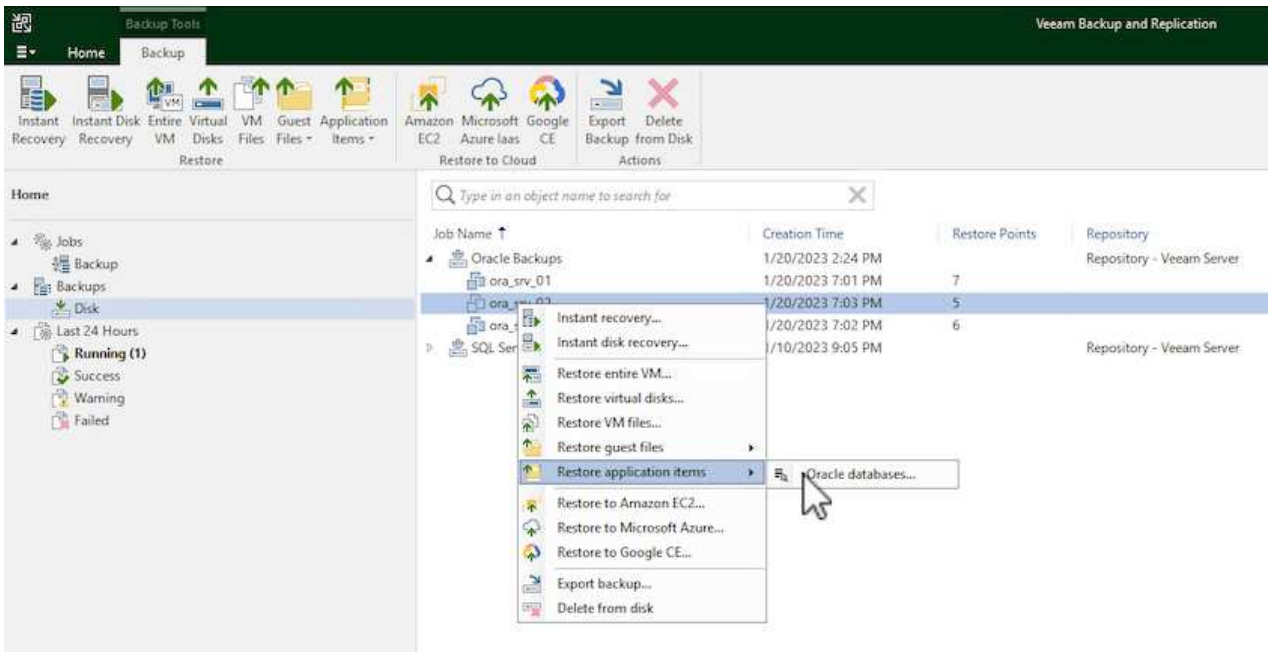 Backup Tools
Veeam Backup and Replication
Home Backup
Instant Recovery
Instant Disk Recovery
Entire VM
Virtual Disks
VM Files
Guest Files
Application Items
Amazon EC2
Microsoft Azure Iaas
Google CE
Export Backup
Delete from Disk
Restore
Restore to Cloud
Actions
Home
Type in an object name to search for
Jobs
Backup
Backups
Disk
Last 24 Hours
Running (1)
Success
Warning
Failed
Job Name Creation Time Restore Points Repository
Oracle Backups 1/20/2023 2:24 PM Repository - Veeam Server
ora_srv_01 1/20/2023 7:01 PM 7
1/20/2023 7:03 PM 5
1/20/2023 7:02 PM 6
1/10/2023 9:05 PM Repository - Veeam Server
Instant recovery...
Instant disk recovery...
Restore entire VM...
Restore virtual disks...
Restore VM files...
Restore guest files
Restore application items
Oracle databases...
Restore to Amazon EC2...
Restore to Microsoft Azure...
Restore to Google CE...
Export backup...
Delete from disk